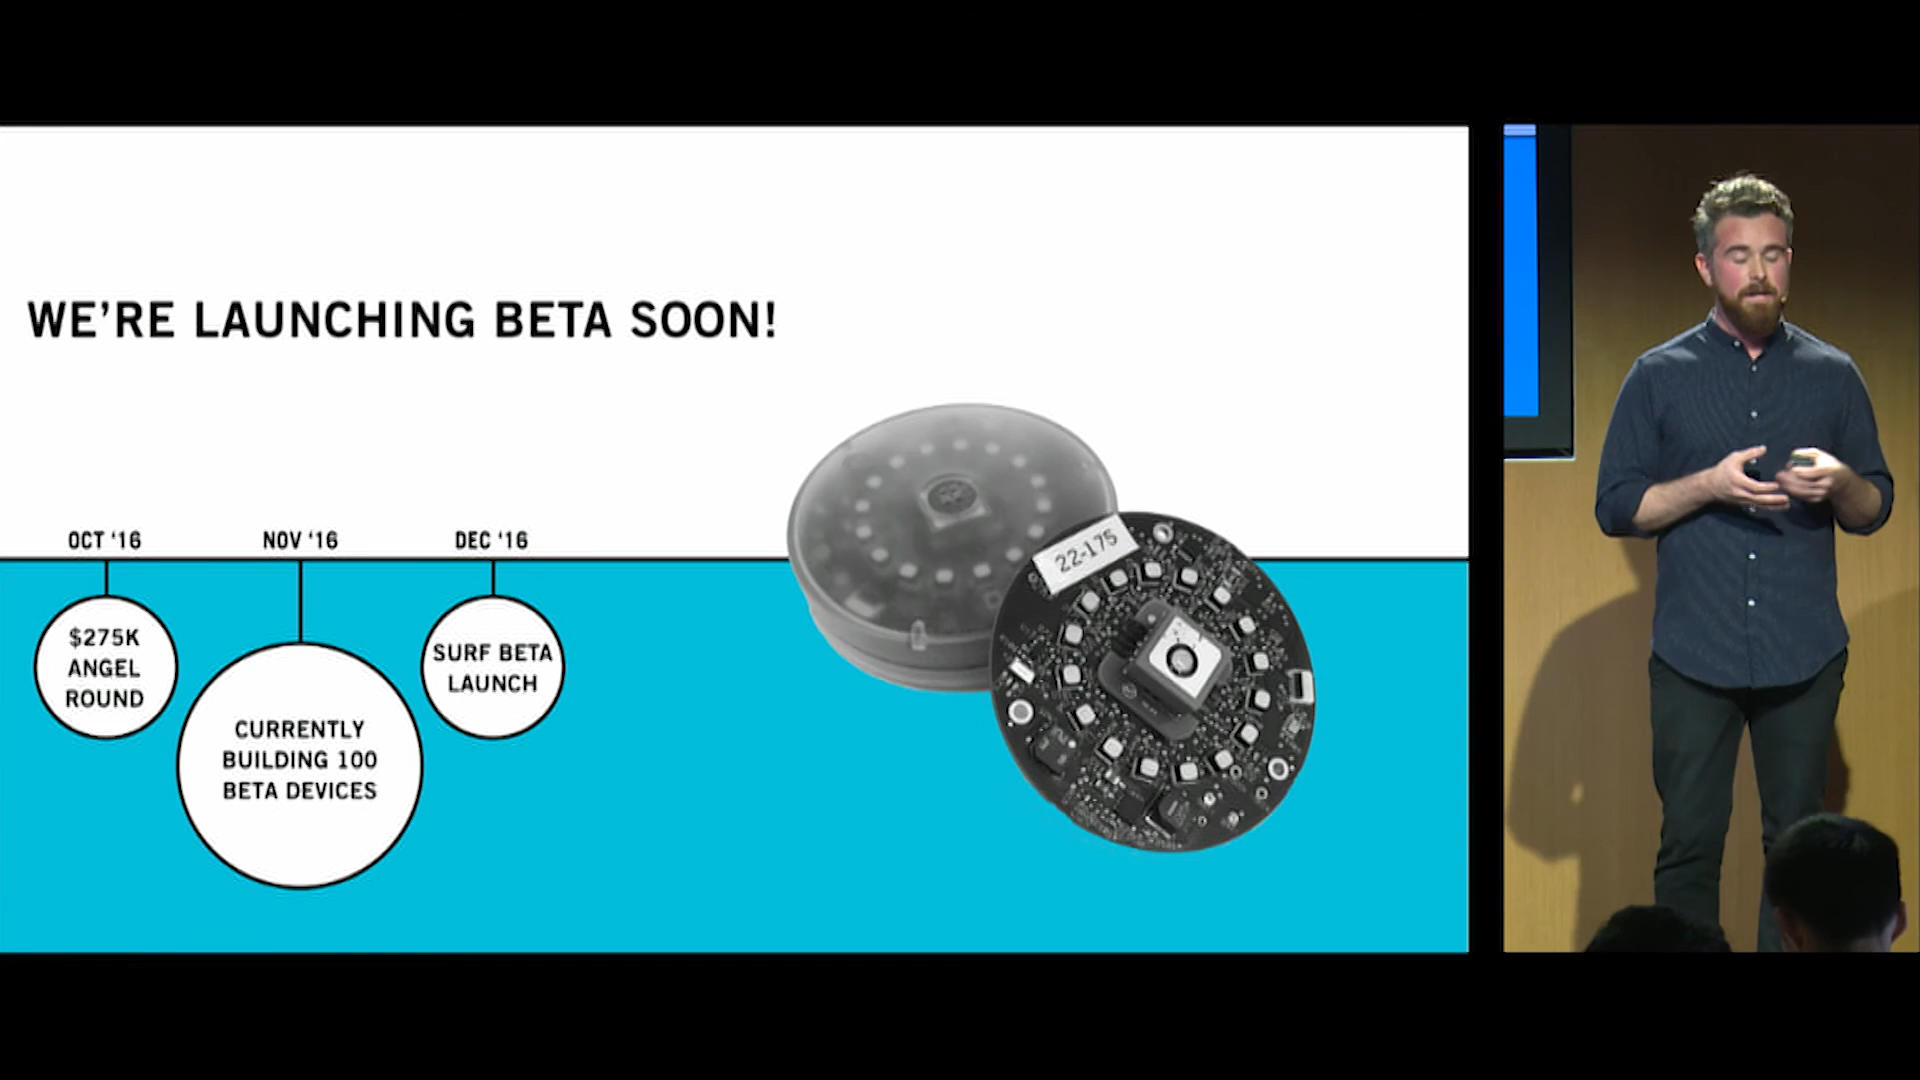 WE'RE LAUNCHING BETA SOON!
OCT '16
NOV '16
DEC '16
$275K
ANGEL
ROUND
CURRENTLY
BUILDING 100
BETA DEVICES
SURF BETA
LAUNCH
22-175